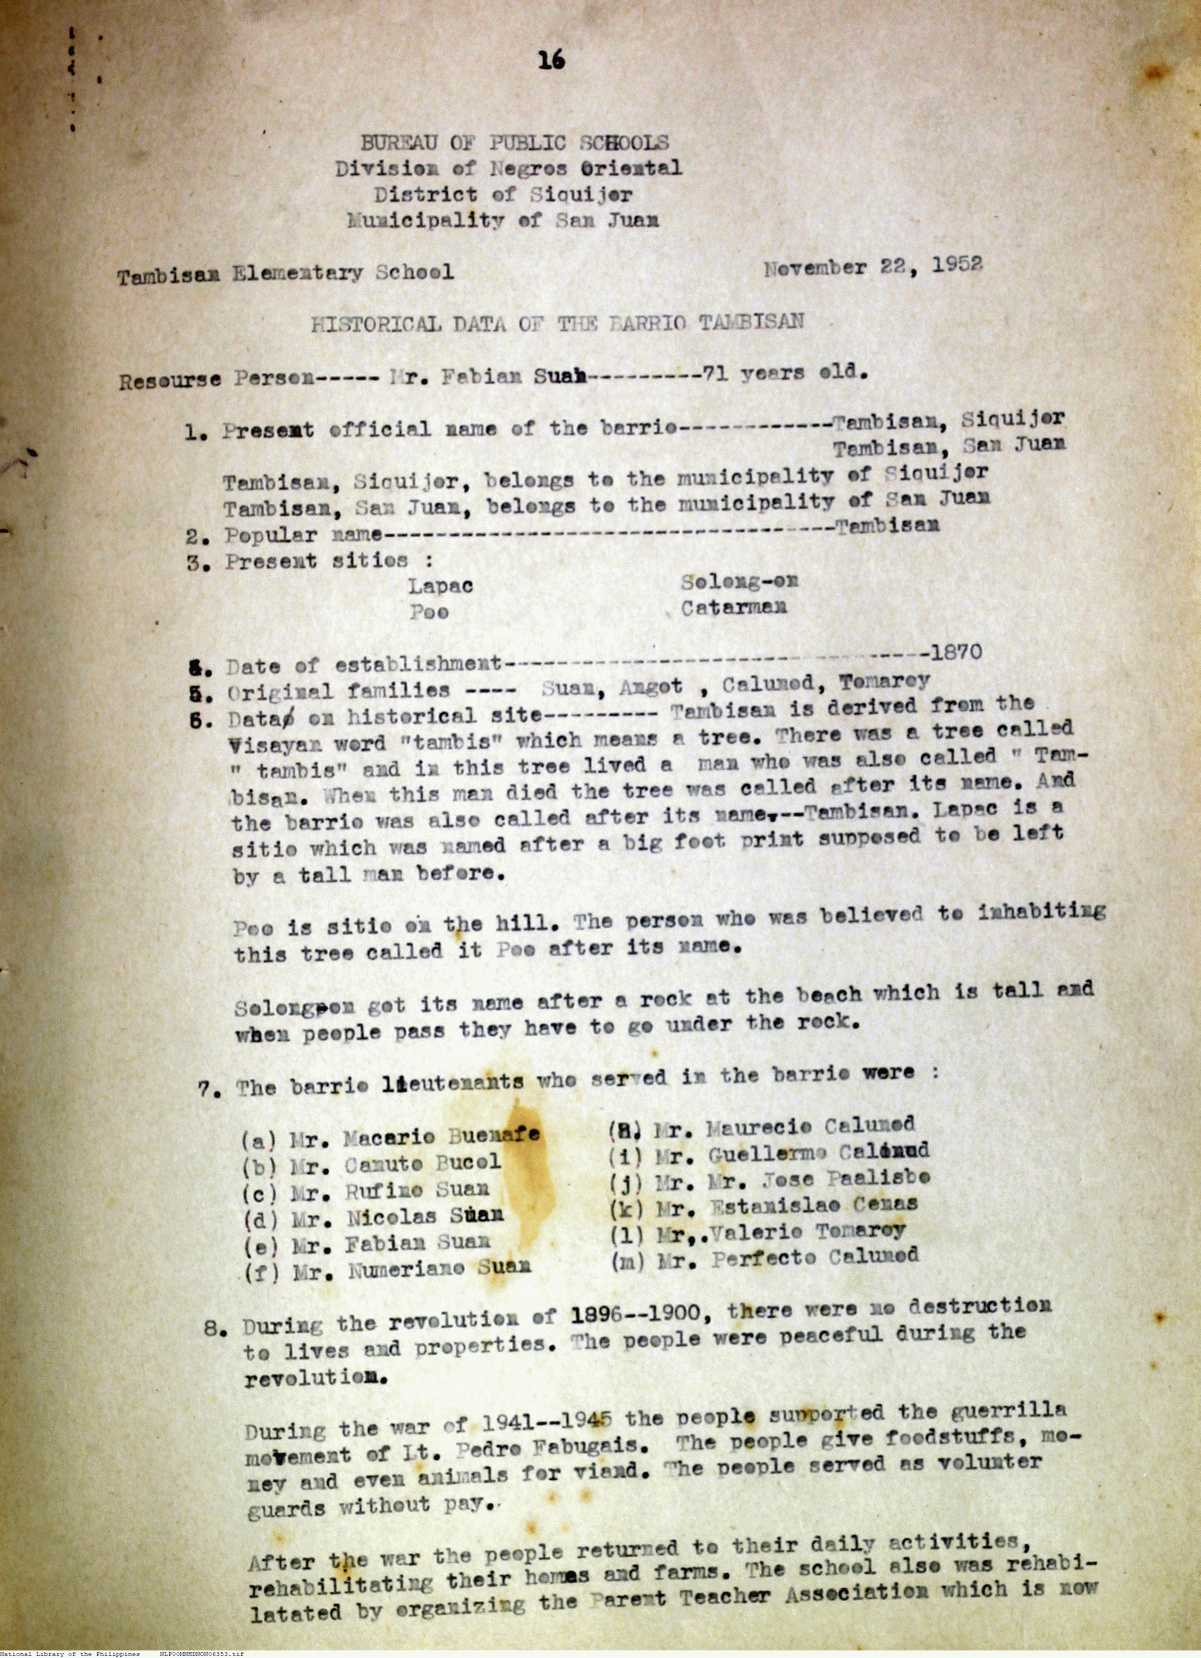 16
BUREAU OF PUBLIC SCHOOLS
Division of Negros Oriental
District of Siquijor
Municipality of San Juan
Tambisan Elementary School November 22, 1952
HISTORICAL DATA OF THE BARRIO TAMBISAN
Resourse Person----- Mr. Fabian Suan---------71 years old.
1. Present official name of the barrio------------Tambisan, Siquijor
Tambisan, San Juan
Tambisan, Siquijor, belongs to the municipality of Siquijor
Tambisan, San Juan, belongs to the municipality of San Juan
2. Popular name-----------------------------------Tambisan
3. Present sitios :
Lapac Solong-on
Poo Catarman
4. Date of establishment---------------------------------1870
5. Original families ---- Suan, Angot , Calumod, Tomaroy
6. Data on historical site--------- Tambisan is derived from the
Visayan word "tambis" which means a tree. There was a tree called
" tambis" and in this tree lived a man who was also called " Tam-
bisan. When this man died the tree was called after its name. And
the barrio was also called after its name,--Tambisan. Lapac is a
sitio which was named after a big foot print supposed to be left
by a tall man before.
Poo is sitio on the hill. The person who was believed to inhabiting
this tree called it Poo after its name.
Solong-on got its name after a rock at the beach which is tall and
when people pass they have to go under the rock.
7. The barrio lieutenants who served in the barrio were :
(a) Mr. Macario Buenafe (h) Mr. Maurecio Calumod
(b) Mr. Canuto Bucol (i) Mr. Guellermo
(c) Mr. Rufino Suan (j) Mr. Mr. Jose Paalisbo
(d) Mr. Nicolas Suan (k) Mr. Estanislao Cenas
(e) Mr. Fabian Suan (l) Mr,.Valerio Tomaroy
(f) Mr. Numeriano Suan (m) Mr. Perfecto Calumod
8. During the revolution of 1896--1900, there were no destruction
to lives and properties. The people were peaceful during the
revolution.
During the war of 1941--1945 the people supported the guerrilla
movement of Lt. Pedro Fabugais. The people give foodstuffs, mo-
ney and even animals for viand. The people served as volunter
guards without pay.
After the war the people returned to their daily activities,
rehabilitating their homes and farms. The school also was rehabi-
latated by organizing the Parent Teacher Association which is now
National Library of the Philippines